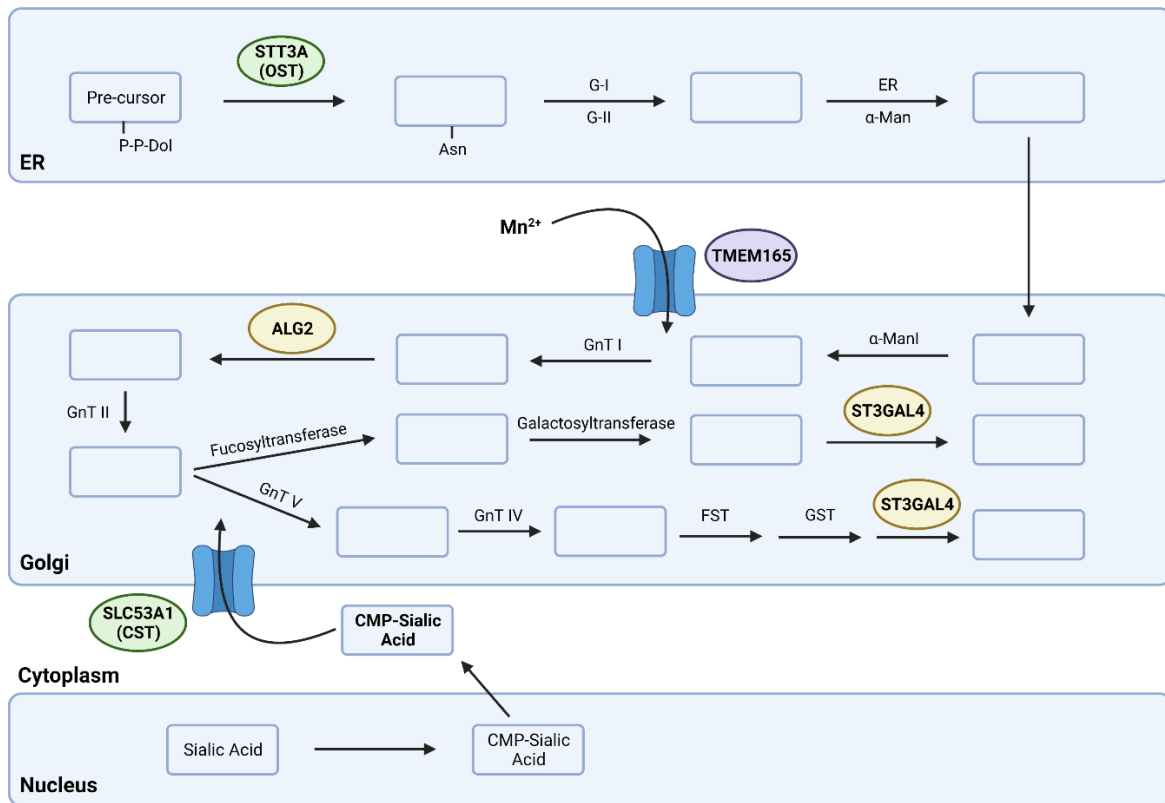 STT3A
(OST)
Pre-cursor
P-P-Dol
Asn
G-I
G-II
ER
α-Man
ER
Mn²⁺
TMEM165
ALG2
GnT I
α-ManI
GnT II
Fucosyltransferase
Galactosyltransferase
ST3GAL4
GnT V
GnT IV
FST
GST
ST3GAL4
Golgi
SLC53A1
(CST)
CMP-Sialic
Acid
Cytoplasm
Sialic Acid
CMP-Sialic
Acid
Nucleus